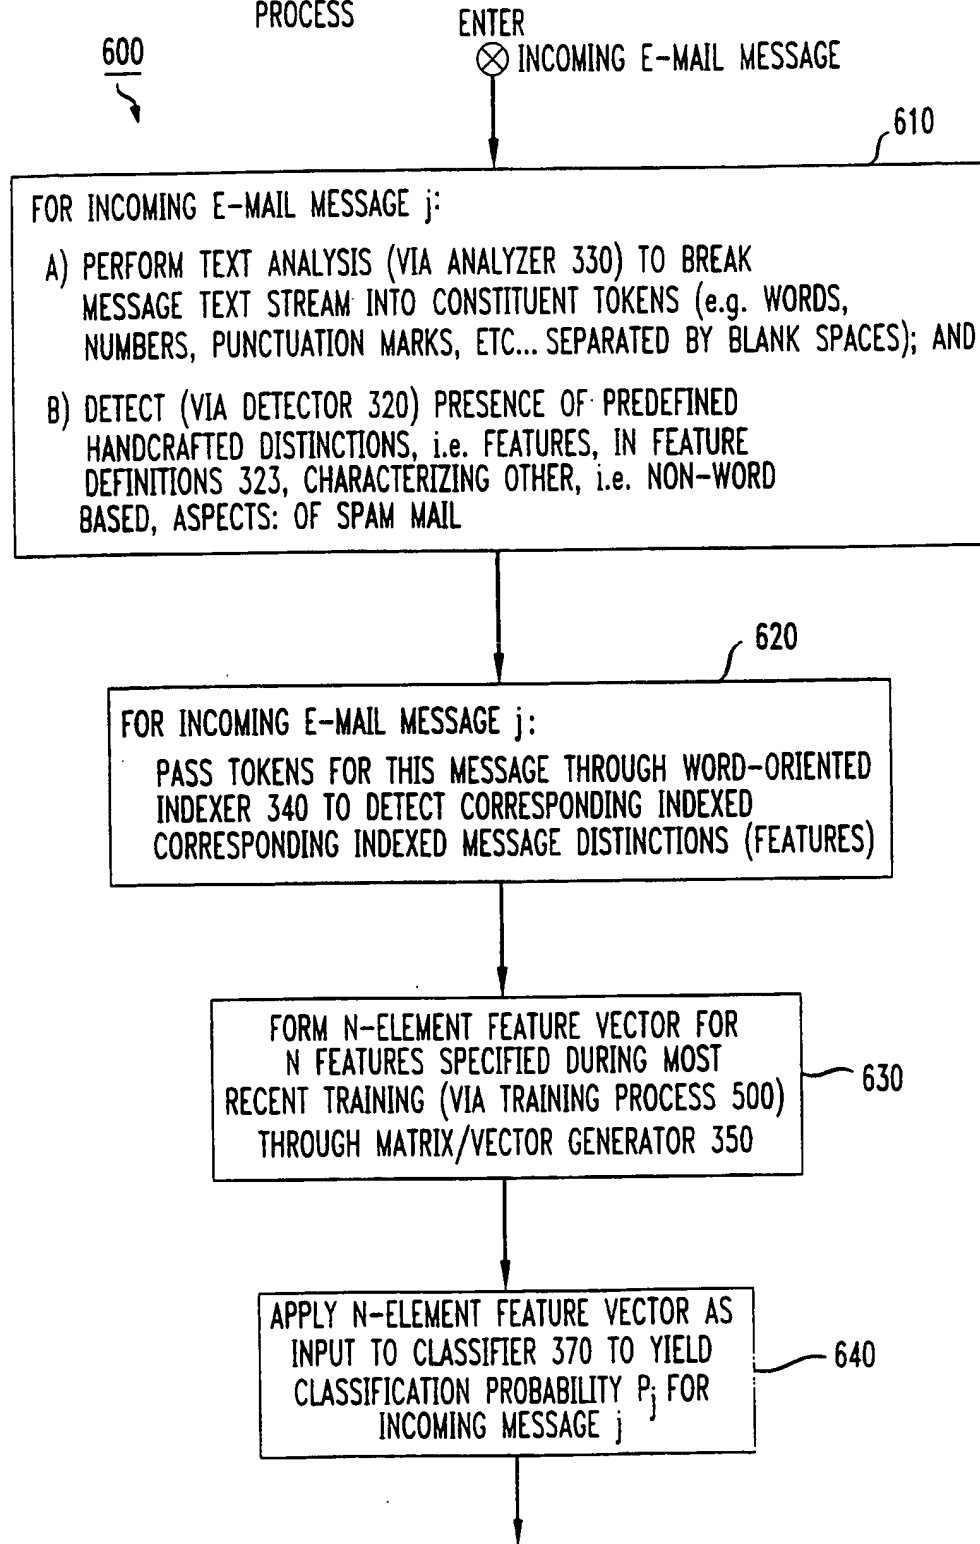 PROCESS
600
ENTER
INCOMING E-MAIL MESSAGE
610
FOR INCOMING E-MAIL MESSAGE j:
A) PERFORM TEXT ANALYSIS (VIA ANALYZER 330) TO BREAK
MESSAGE TEXT STREAM INTO CONSTITUENT TOKENS (e.g. WORDS,
NUMBERS, PUNCTUATION MARKS, ETC... SEPARATED BY BLANK SPACES); AND
B) DETECT (VIA DETECTOR 320) PRESENCE OF PREDEFINED
HANDCRAFTED DISTINCTIONS, i.e. FEATURES, IN FEATURE
DEFINITIONS 323, CHARACTERIZING OTHER, i.e. NON-WORD
BASED, ASPECTS: OF SPAM MAIL
620
FOR INCOMING E-MAIL MESSAGE j:
PASS TOKENS FOR THIS MESSAGE THROUGH WORD-ORIENTED
INDEXER 340 TO DETECT CORRESPONDING INDEXED
CORRESPONDING INDEXED MESSAGE DISTINCTIONS (FEATURES)
FORM N-ELEMENT FEATURE VECTOR FOR
N FEATURES SPECIFIED DURING MOST
RECENT TRAINING (VIA TRAINING PROCESS 500)
THROUGH MATRIX/VECTOR GENERATOR 350
630
APPLY N-ELEMENT FEATURE VECTOR AS
INPUT TO CLASSIFIER 370 TO YIELD
CLASSIFICATION PROBABILITY Pj FOR
INCOMING MESSAGE j
640